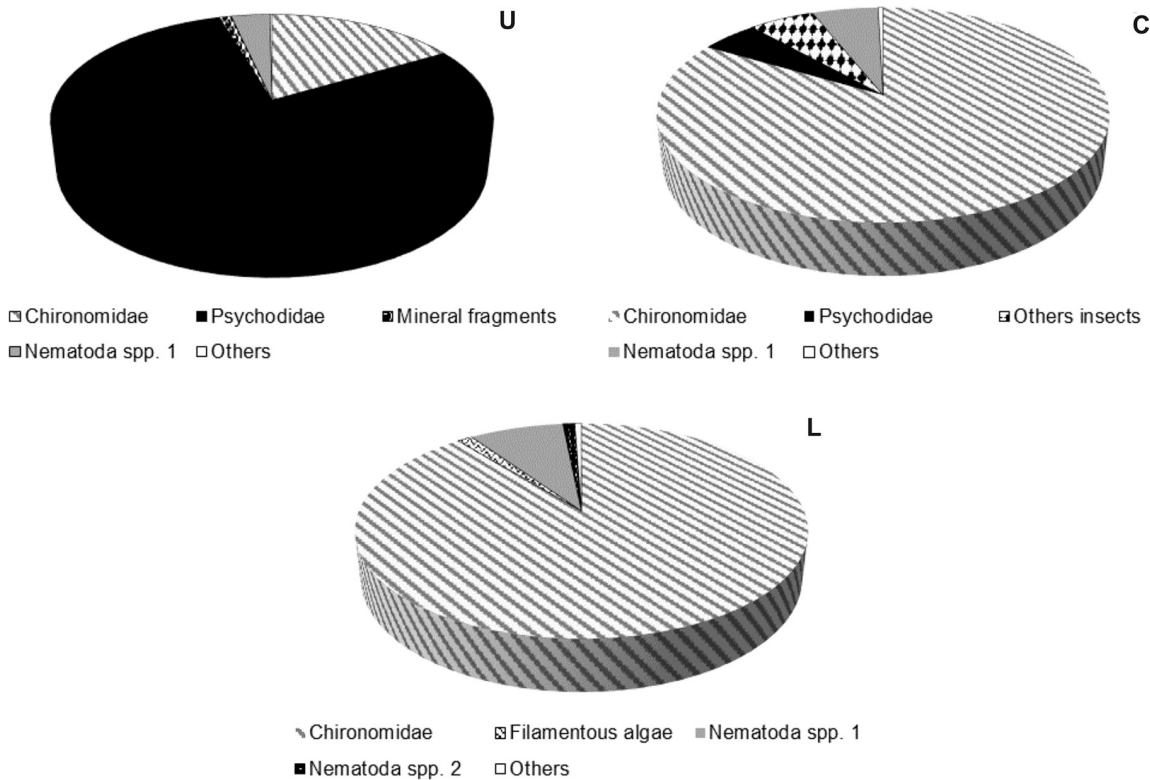 U
C
Chironomidae Psychodidae Mineral fragments
Nematoda spp. 1 Others
Chironomidae Psychodidae Others insects
Nematoda spp. 1 Others
L
Chironomidae Filamentous algae Nematoda spp. 1
Nematoda spp. 2 Others